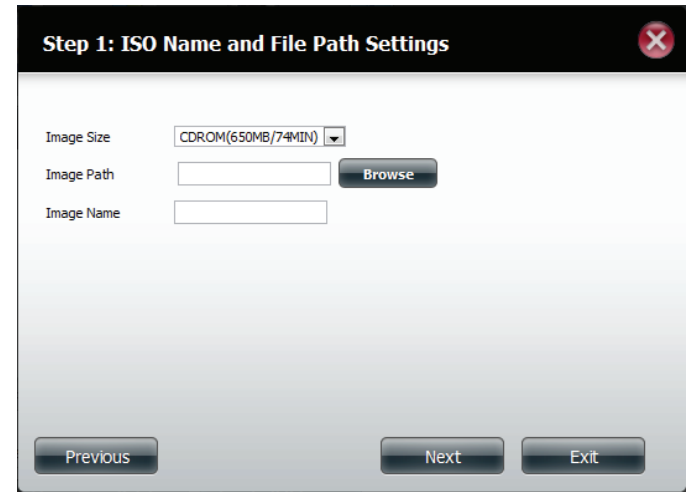 Step 1: ISO Name and File Path Settings
Image Size CDROM(650MB/74MIN)
Image Path Browse
Image Name
Previous Next Exit